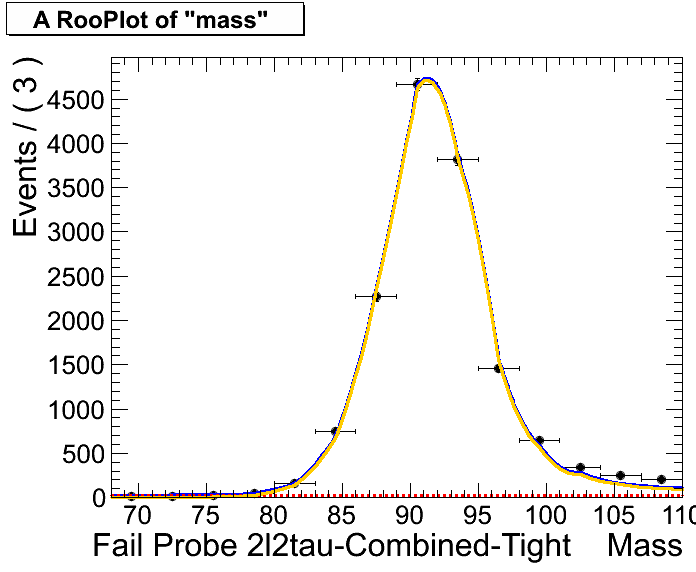 A RooPlot of "mass"
Events / ( 3 )
4500
4000
3500
3000
2500
2000
1500
1000
500
0
70 75 80 85 90 95 100 105 110
Fail Probe 2l2tau-Combined-Tight Mass